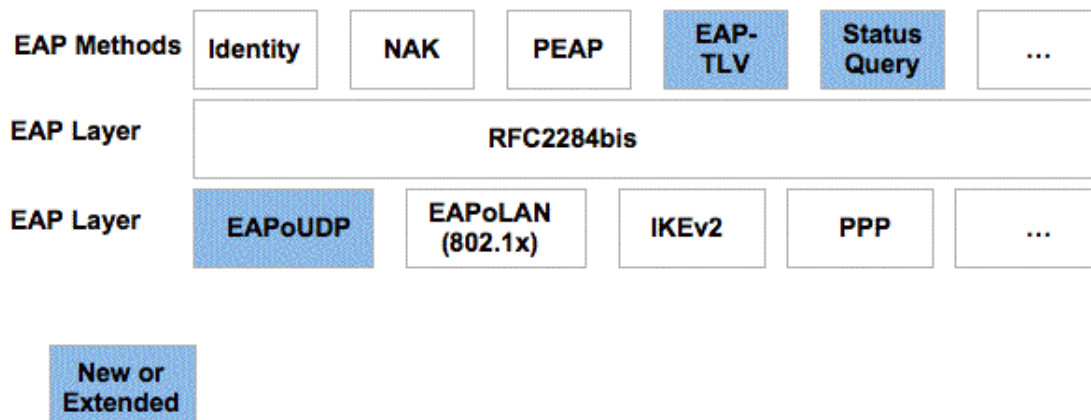 EAP Methods Identity NAK PEAP EAP-TLV Status Query ...
EAP Layer RFC2284bis
EAP Layer EAPoUDP EAPoLAN (802.1x) IKEv2 PPP ...
New or
Extended